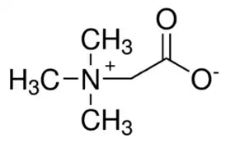 O
CH₃
H₃C N⁺ O⁻
CH₃